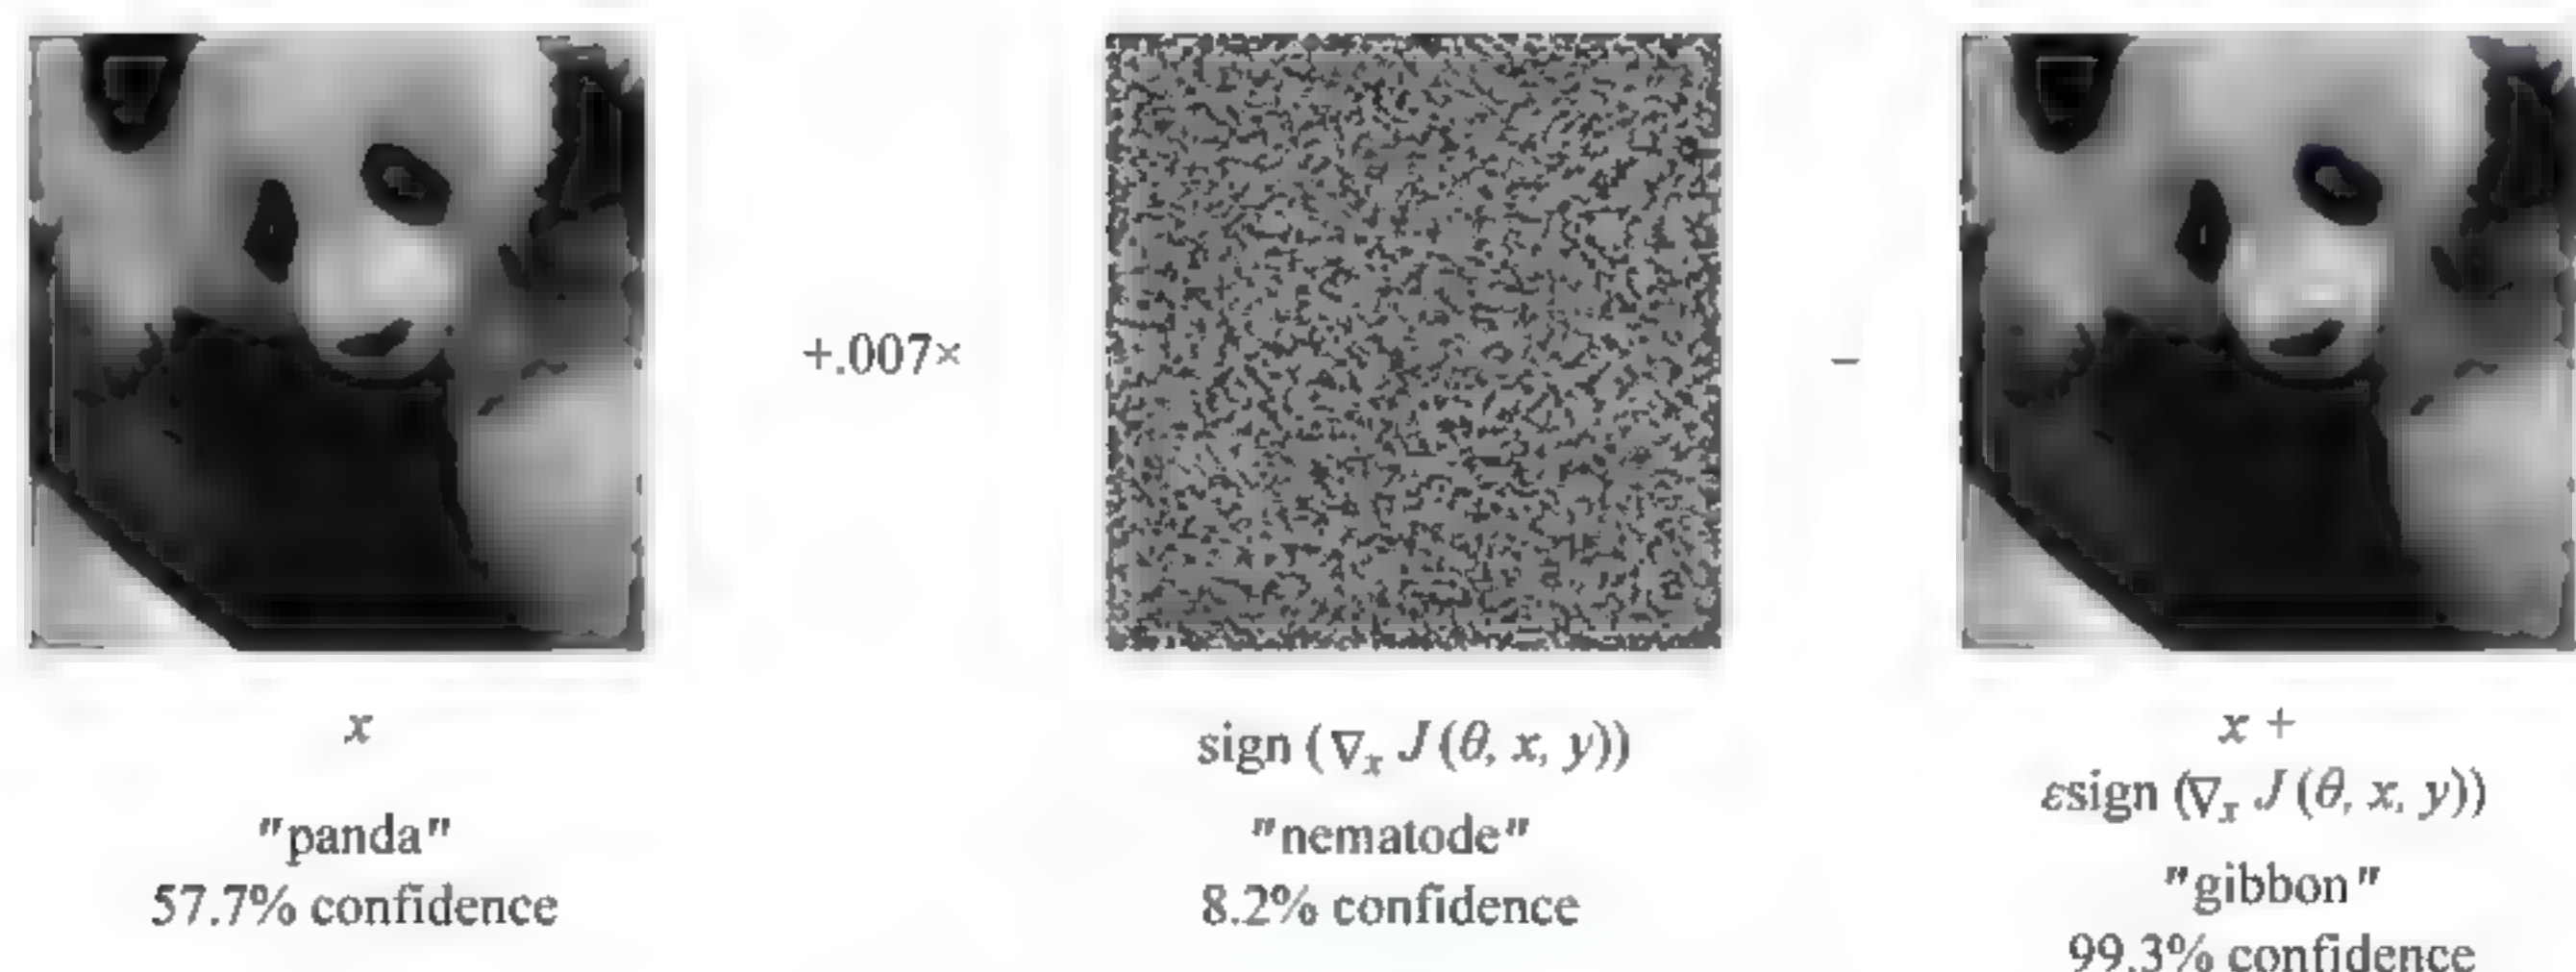 +.007×
–
x
"panda"
57.7% confidence
sign (∇x J(θ, x, y))
"nematode"
8.2% confidence
x +
εsign (∇x J(θ, x, y))
"gibbon"
99.3% confidence